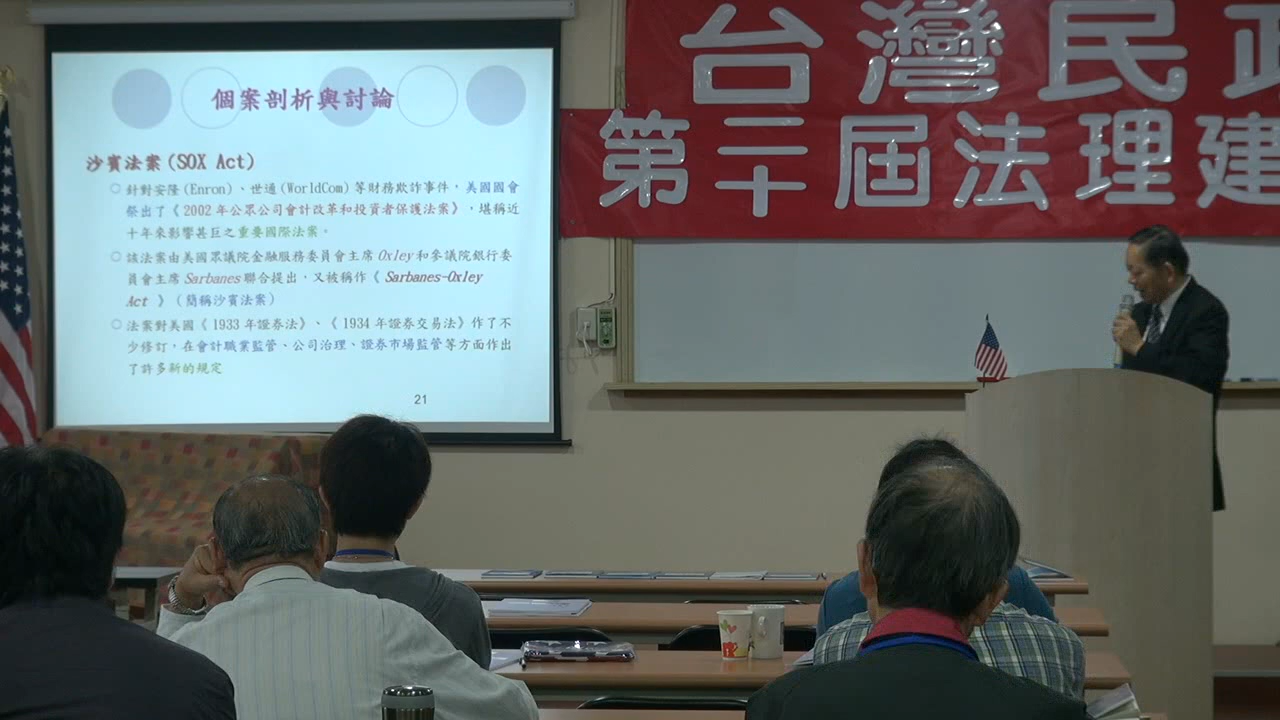 個案剖析與討論
沙賓法案(SOX Act)
針對安隆(Enron)、世通(WorldCom)等財務欺詐事件,美國國會
祭出了《2002年公眾公司會計改革和投資者保護法案》,堪稱近
十年來影響甚巨之重要國際法案。
該法案由美國眾議院金融服務委員會主席Oxley和參議院銀行委
員會主席Sarbanes聯合提出,又被稱作《Sarbanes-Oxley
Act 》(簡稱沙賓法案)
法案對美國《1933年證券法》、《1934年證券交易法》作了不
少修訂,在會計職業監管、公司治理、證券市場監管等方面作出
了許多新的規定
21
台灣民政
第二十屆法理建